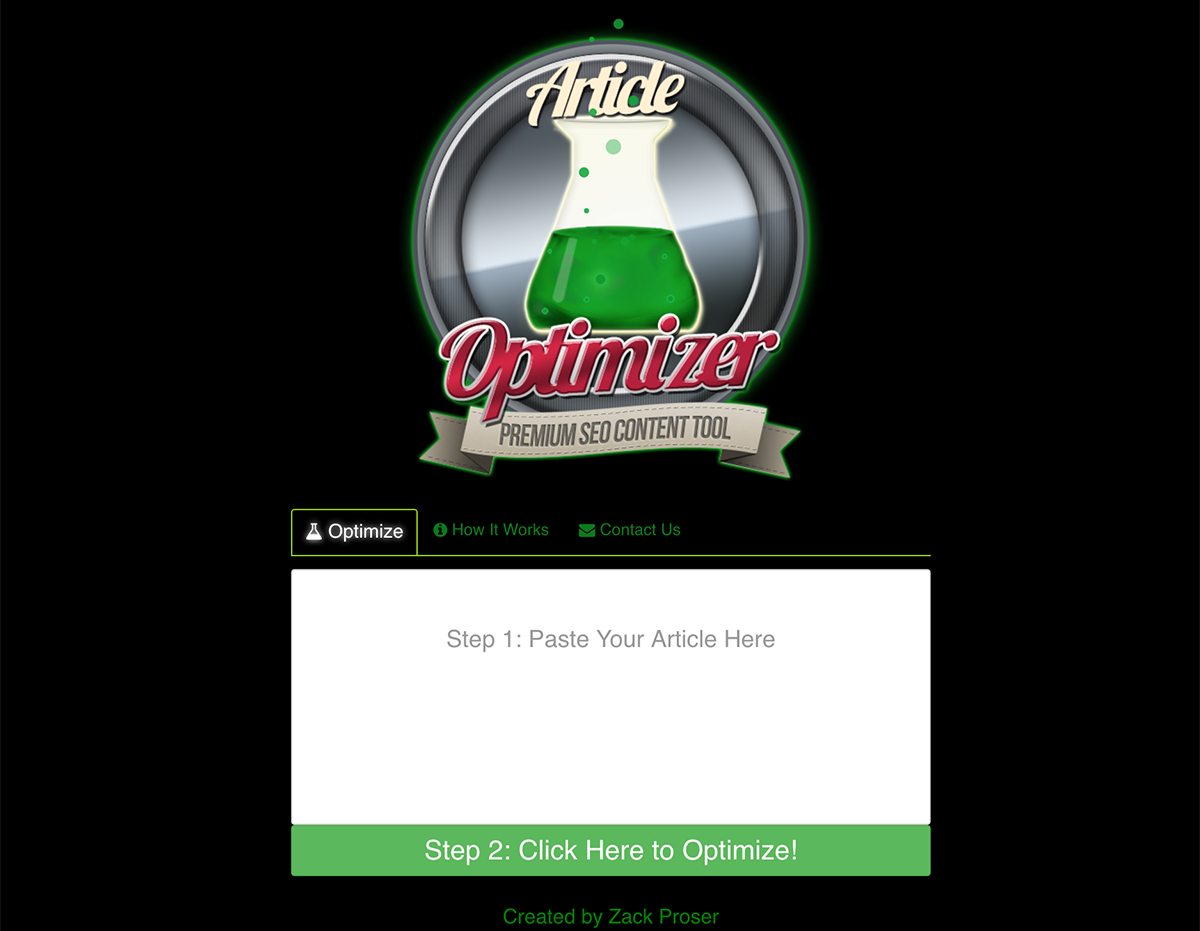 Article
Optimizer
PREMIUM SEO CONTENT TOOL
Optimize How It Works Contact Us
Step 1: Paste Your Article Here
Step 2: Click Here to Optimize!
Created by Zack Proser